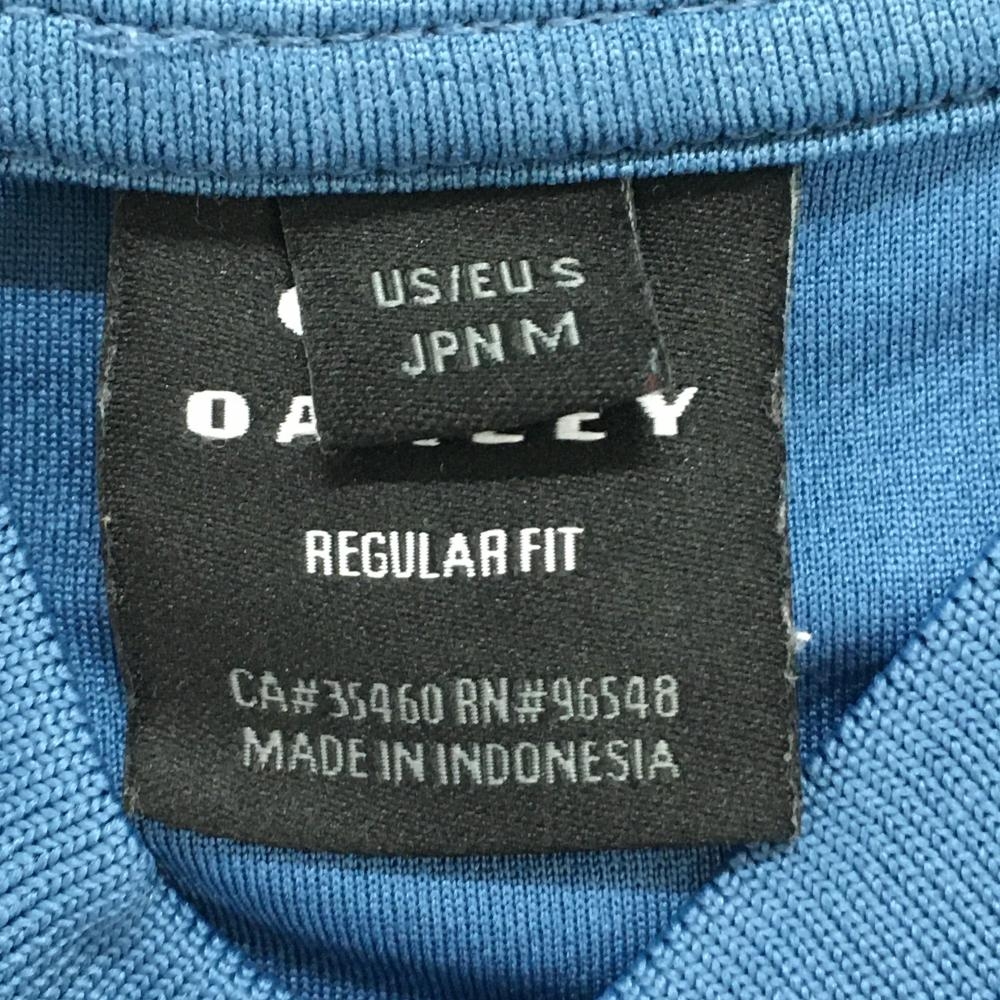 US/EU S
JPN M
REGULAR FIT
CA#35460 RN#96548
MADE IN INDONESIA